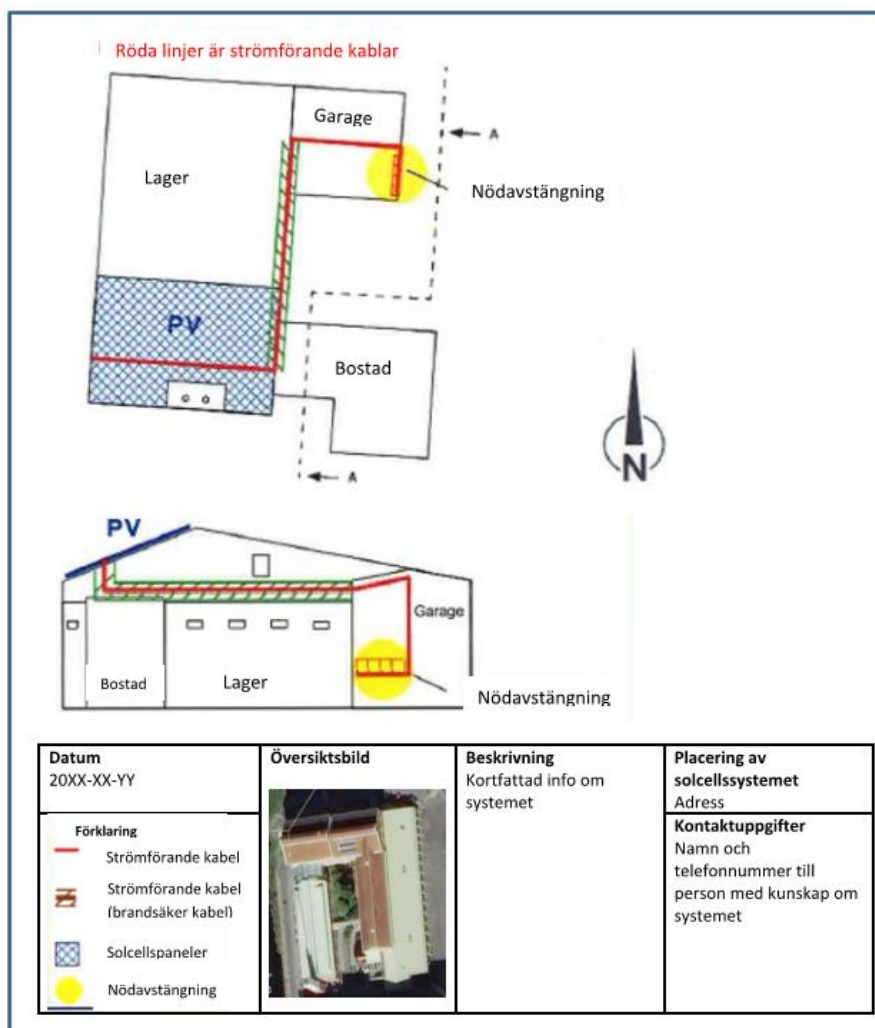 Röda linjer är strömförande kablar
Garage
A
Lager
Nödavstängning
PV
Bostad
A
N
PV
Garage
Bostad
Lager
Nödavstängning
Datum
20XX-XX-YY
Översiktsbild
Beskrivning
Kortfattad info om
systemet
Placering av
solcellssystemet
Adress
Förklaring
Strömförande kabel
Strömförande kabel
(brandsäker kabel)
Solcellspaneler
Nödavstängning
Kontaktuppgifter
Namn och
telefonnummer till
person med kunskap om
systemet